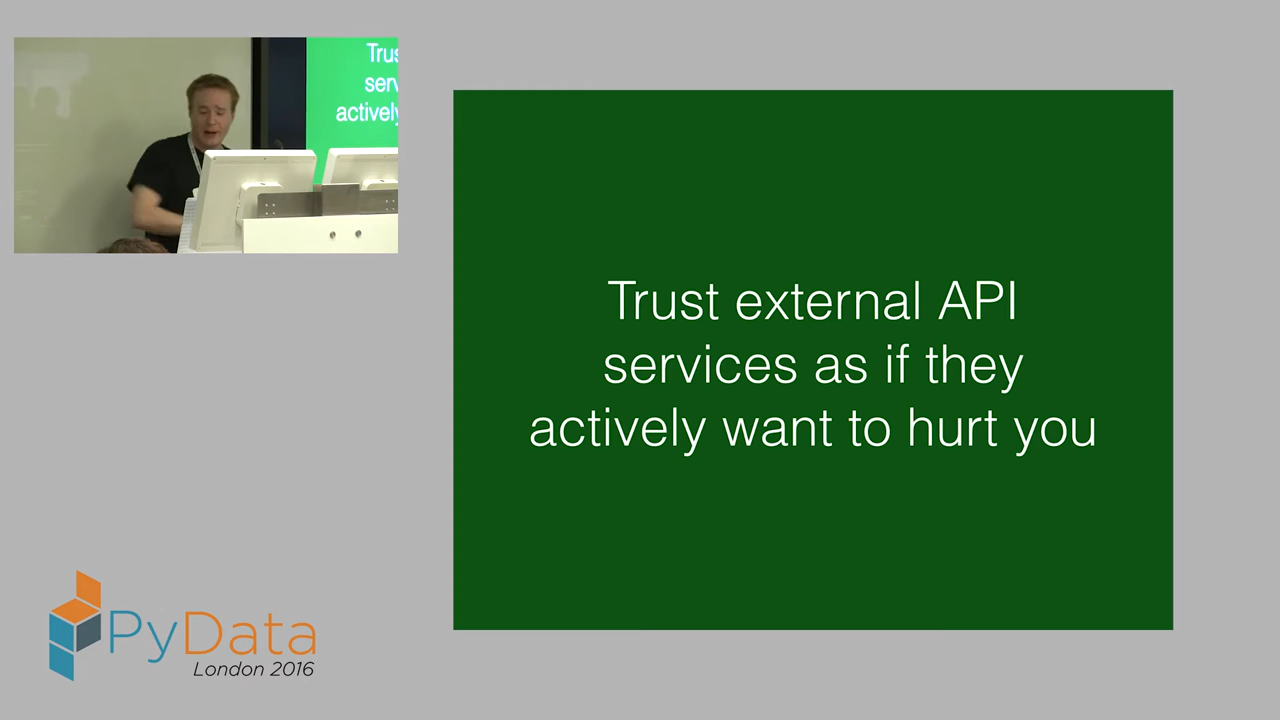 Trus
serv
actively
Trust external API
services as if they
actively want to hurt you
PyData
London 2016